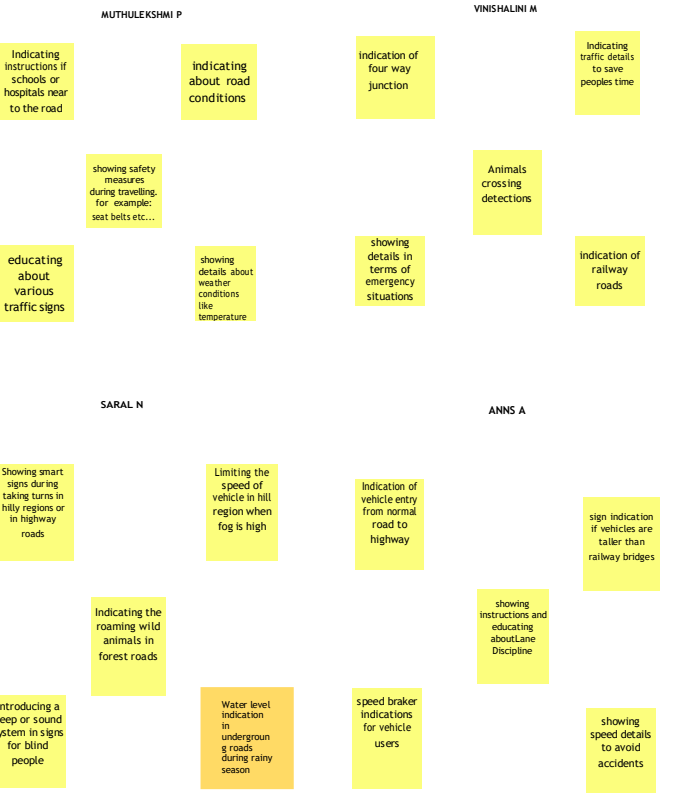 MUTHULEKSHMI P
Indicating
instructions if
schools or
hospitals near
to the road
indicating
about road
conditions
showing safety
measures
during travelling.
for example:
seat belts etc...
educating
about
various
traffic signs
showing
details about
weather
conditions
like
temperature
VINISHALINI M
indication of
four way
junction
Indicating
traffic details
to save
peoples time
Animals
crossing
detections
showing
details in
terms of
emergency
situations
indication of
railway
roads
SARAL N
Showing smart
signs during
taking turns in
hilly regions or
in highway
roads
Limiting the
speed of
vehicle in hill
region when
fog is high
Indicating the
roaming wild
animals in
forest roads
ntroducing a
eep or sound
ystem in signs
for blind
people
Water level
indication
in
undergroun
g roads
during rainy
season
ANNS A
Indication of
vehicle entry
from normal
road to
highway
sign indication
if vehicles are
taller than
railway bridges
showing
instructions and
educating
aboutLane
Discipline
speed braker
indications
for vehicle
users
showing
speed details
to avoid
accidents